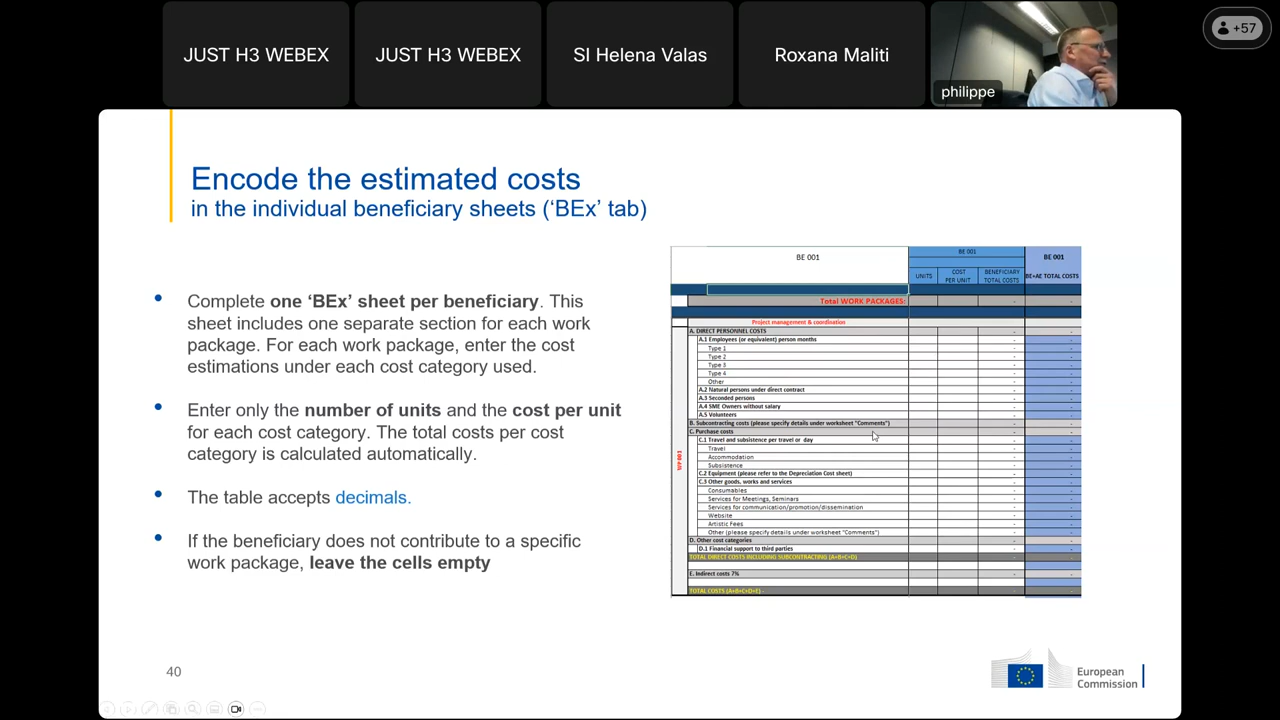 JUST H3 WEBEX
JUST H3 WEBEX
SI Helena Valas
Roxana Maliti
philippe
+57
Encode the estimated costs
in the individual beneficiary sheets (‘BEx’ tab)
• Complete one ‘BEx’ sheet per beneficiary. This
sheet includes one separate section for each work
package. For each work package, enter the cost
estimations under each cost category used.
• Enter only the number of units and the cost per unit
for each cost category. The total costs per cost
category is calculated automatically.
• The table accepts decimals.
• If the beneficiary does not contribute to a specific
work package, leave the cells empty
BE 001
BE 001
BE 001
UNITS
COST
PER UNIT
BENEFICIARY
TOTAL COSTS
BE+AE TOTAL COSTS
Total WORK PACKAGES:
Project management & coordination
A. DIRECT PERSONNEL COSTS
A.1 Employees (or equivalent) person months
Type 1
Type 2
Type 3
Type 4
Other
A.2 Natural persons under direct contract
A.3 Seconded persons
A.4 SME Owners without salary
A.5 Volunteers
B. Subcontracting costs (please specify details under worksheet "Comments")
C. Purchase costs
C.1 Travel and subsistence per travel or day
Travel
Accommodation
Subsistence
C.2 Equipment (please refer to the Depreciation Cost sheet)
C.3 Other goods, works and services
Consumables
Services for Meetings, Seminars
Services for communication/promotion/dissemination
Website
Artistic Fees
Other (please specify details under worksheet "Comments")
D. Other cost categories
D.1 Financial support to third parties
TOTAL DIRECT COSTS INCLUDING SUBCONTRACTING (A+B+C+D)
E. Indirect costs 7%
TOTAL COSTS (A+B+C+D+E) -
WP 001
40
European
Commission